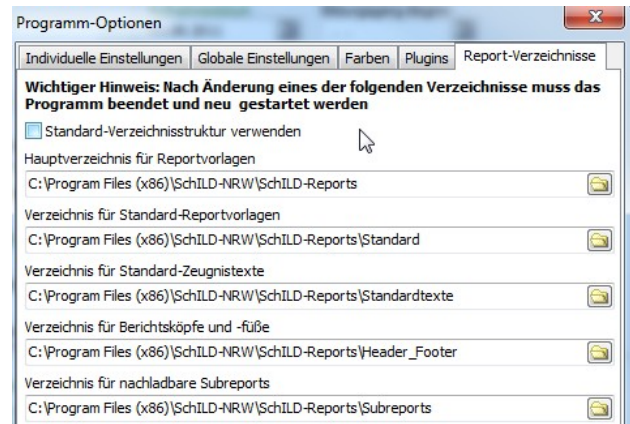 Programm-Optionen
Individuelle Einstellungen Globale Einstellungen Farben Plugins Report-Verzeichnisse
Wichtiger Hinweis: Nach Änderung eines der folgenden Verzeichnisse muss das
Programm beendet und neu gestartet werden
Standard-Verzeichnisstruktur verwenden
Hauptverzeichnis für Reportvorlagen
C:\Program Files (x86)\SchILD-NRW\SchILD-Reports
Verzeichnis für Standard-Reportvorlagen
C:\Program Files (x86)\SchILD-NRW\SchILD-Reports\Standard
Verzeichnis für Standard-Zeugnistexte
C:\Program Files (x86)\SchILD-NRW\SchILD-Reports\Standardtexte
Verzeichnis für Berichtsköpfe und -füße
C:\Program Files (x86)\SchILD-NRW\SchILD-Reports\Header_Footer
Verzeichnis für nachladbare Subreports
C:\Program Files (x86)\SchILD-NRW\SchILD-Reports\Subreports